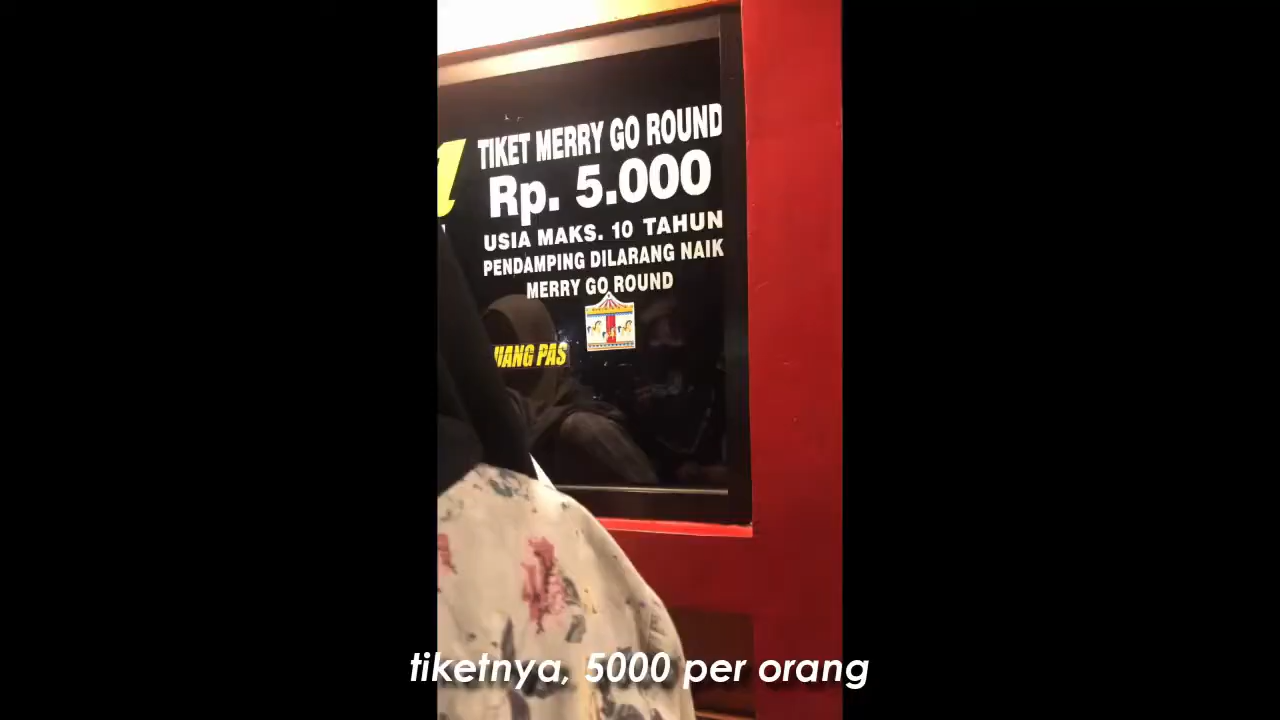 TIKET MERRY GO ROUND
Rp. 5.000
USIA MAKS. 10 TAHUN
PENDAMPING DILARANG NAIK
MERRY GO ROUND
UANG PAS
tiketnya, 5000 per orang